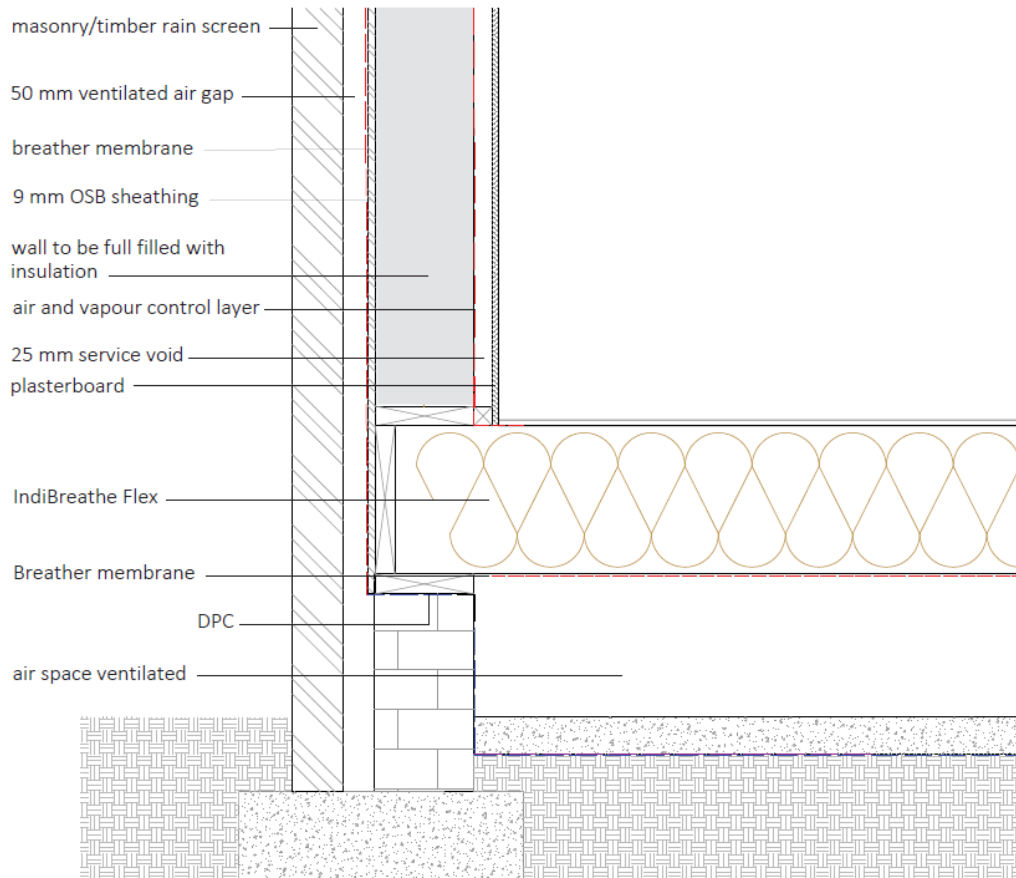 masonry/timber rain screen
50 mm ventilated air gap
breather membrane
9 mm OSB sheathing
wall to be full filled with
insulation
air and vapour control layer
25 mm service void
plasterboard
IndiBreathe Flex
Breather membrane
DPC
air space ventilated